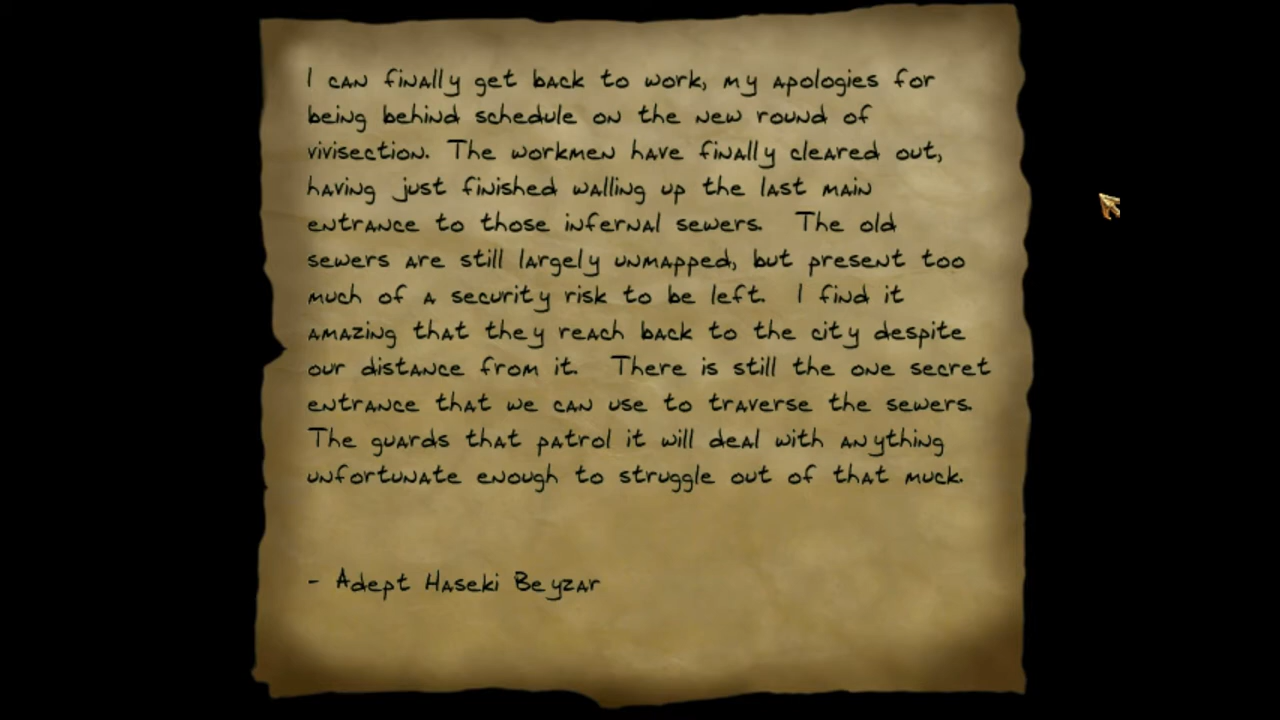 I can finally get back to work, my apologies for
being behind schedule on the new round of
vivisection. The workmen have finally cleared out,
having just finished walling up the last main
entrance to those infernal sewers. The old
sewers are still largely unmapped, but present too
much of a security risk to be left. I find it
amazing that they reach back to the city despite
our distance from it. There is still the one secret
entrance that we can use to traverse the sewers.
The guards that patrol it will deal with anything
unfortunate enough to struggle out of that muck.
- Adept Haseki Beyzar